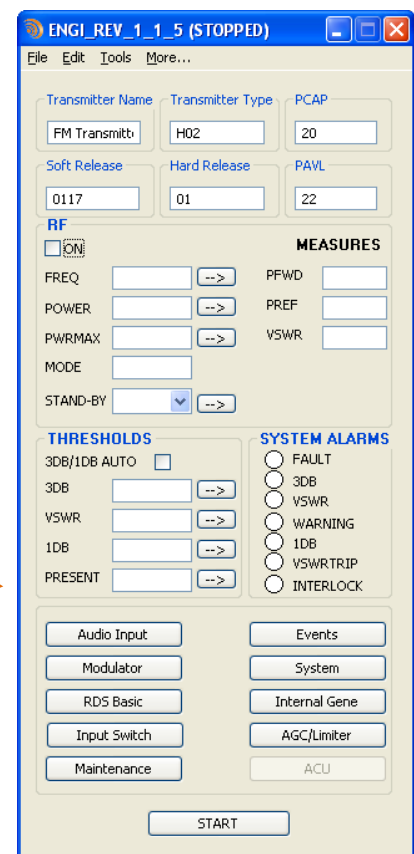 ENGI_REV_1_1_5 (STOPPED)
File Edit Tools More...
Transmitter Name Transmitter Type PCAP
FM Transmitt H02 20
Soft Release Hard Release PAVL
0117 01 22
RF
ON MEASURES
FREQ --> PFWD
POWER --> PREF
PWRMAX --> VSWR
MODE
STAND-BY -->
THRESHOLDS SYSTEM ALARMS
3DB/1DB AUTO FAULT
3DB --> 3DB
VSWR --> VSWR
WARNING
1DB --> 1DB
VSWRTRIP
PRESENT --> INTERLOCK
Audio Input Events
Modulator System
RDS Basic Internal Gene
Input Switch AGC/Limiter
Maintenance ACU
START